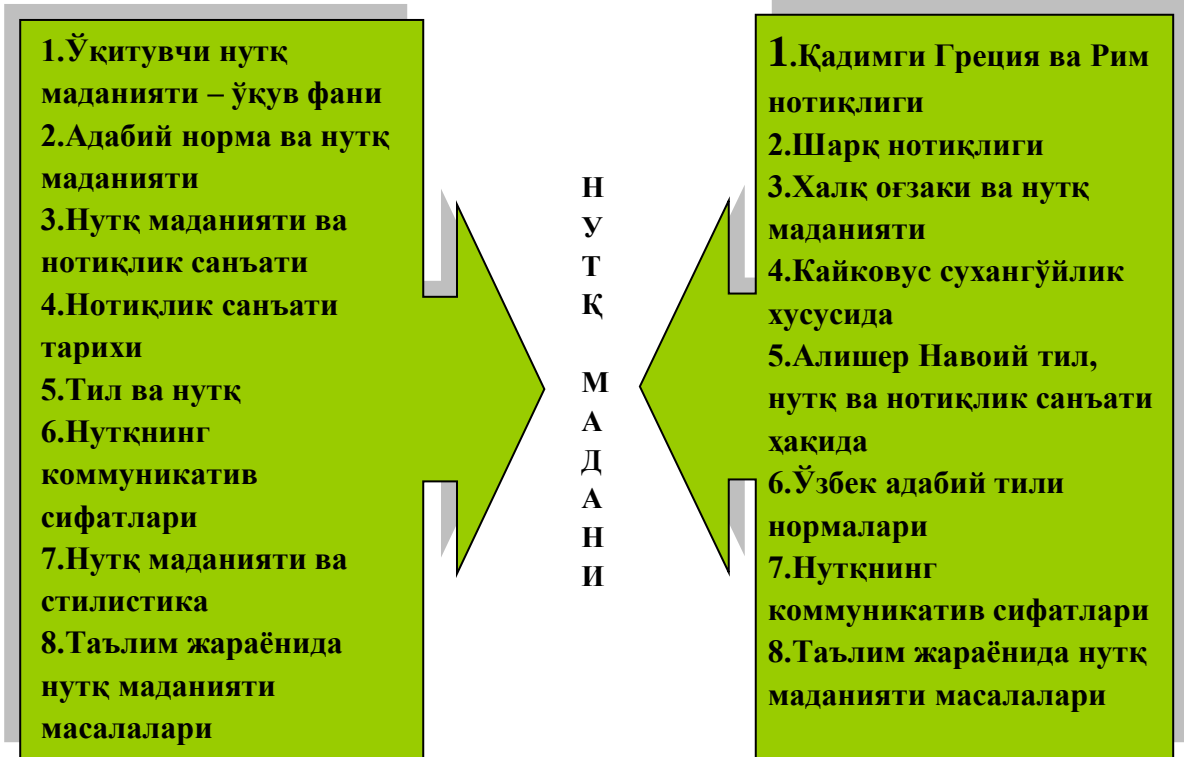 1.Ўқитувчи нутқ
маданияти – ўқув фани
2.Адабий норма ва нутқ
маданияти
3.Нутқ маданияти ва
нотиқлик санъати
4.Нотиқлик санъати
тарихи
5.Тил ва нутқ
6.Нутқнинг
коммуникатив
сифатлари
7.Нутқ маданияти ва
стилистика
8.Таълим жараёнида
нутқ маданияти
масалалари
Н
У
Т
Қ
М
А
Д
А
Н
И
1.Қадимги Греция ва Рим
нотиқлиги
2.Шарқ нотиқлиги
3.Халқ оғзаки ва нутқ
маданияти
4.Кайковус сухангўйлик
хусусида
5.Алишер Навоий тил,
нутқ ва нотиқлик санъати
ҳақида
6.Ўзбек адабий тили
нормалари
7.Нутқнинг
коммуникатив сифатлари
8.Таълим жараёнида нутқ
маданияти масалалари